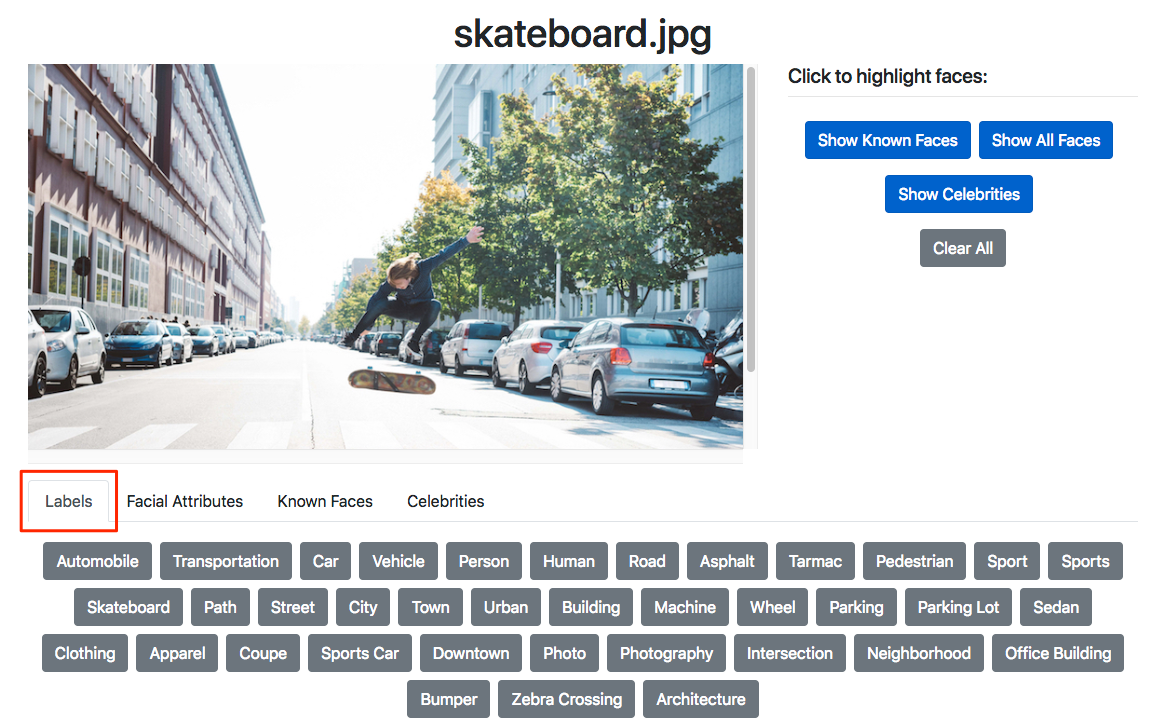 skateboard.jpg
Click to highlight faces:
Show Known Faces Show All Faces
Show Celebrities
Clear All
Labels Facial Attributes Known Faces Celebrities
Automobile Transportation Car Vehicle Person Human Road Asphalt Tarmac Pedestrian Sport Sports
Skateboard Path Street City Town Urban Building Machine Wheel Parking Parking Lot Sedan
Clothing Apparel Coupe Sports Car Downtown Photo Photography Intersection Neighborhood Office Building
Bumper Zebra Crossing Architecture